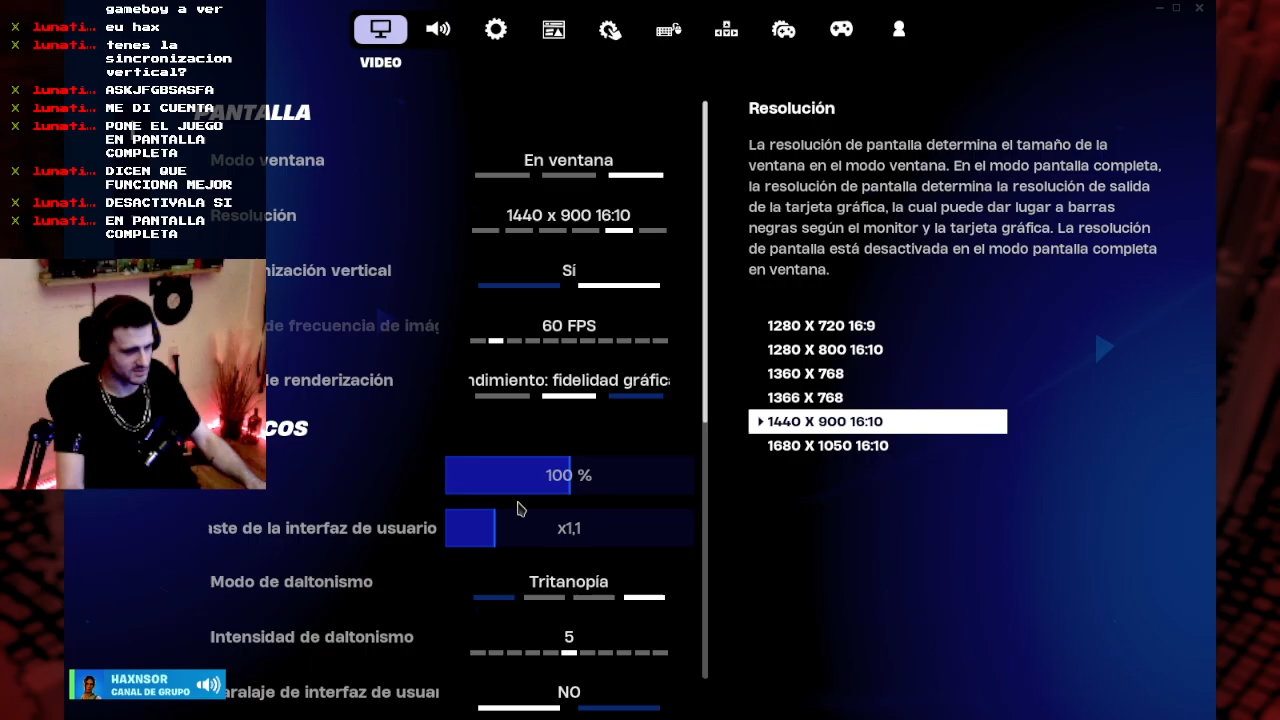 gameboy a ver
X lunati… eu hax
X lunati… tenes la
sincronizacion
vertical?
X lunati… ASKJFGBSASFA
X lunati… ME DI CUENTA
X lunati… PONE EL JUEGO
EN PANTALLA
COMPLETA
X lunati… DICEN QUE
FUNCIONA MEJOR
X lunati… DESACTIVALA SI
X lunati… EN PANTALLA
COMPLETA
VIDEO
PANTALLA
Modo ventana
En ventana
Resolución
1440 x 900 16:10
nización vertical
Sí
de frecuencia de imág
60 FPS
de renderización
ndimiento: fidelidad gráfica
COS
100 %
aste de la interfaz de usuario
x1,1
Modo de daltonismo
Tritanopía
Intensidad de daltonismo
5
aralaje de interfaz de usuar
NO
HAXNSOR
CANAL DE GRUPO
Resolución
La resolución de pantalla determina el tamaño de la
ventana en el modo ventana. En el modo pantalla completa,
la resolución de pantalla determina la resolución de salida
de la tarjeta gráfica, la cual puede dar lugar a barras
negras según el monitor y la tarjeta gráfica. La resolución
de pantalla está desactivada en el modo pantalla completa
en ventana.
1280 X 720 16:9
1280 X 800 16:10
1360 X 768
1366 X 768
1440 X 900 16:10
1680 X 1050 16:10